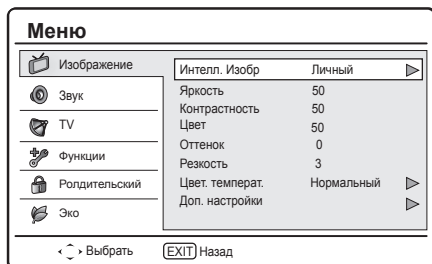 Меню
Изображение
Звук
TV
Функции
Ролдительский
Эко
Интелл. Изобр Личный
Яркость 50
Контрастность 50
Цвет 50
Оттенок 0
Резкость 3
Цвет. температ. Нормальный
Доп. настройки
Выбрать EXIT Назад